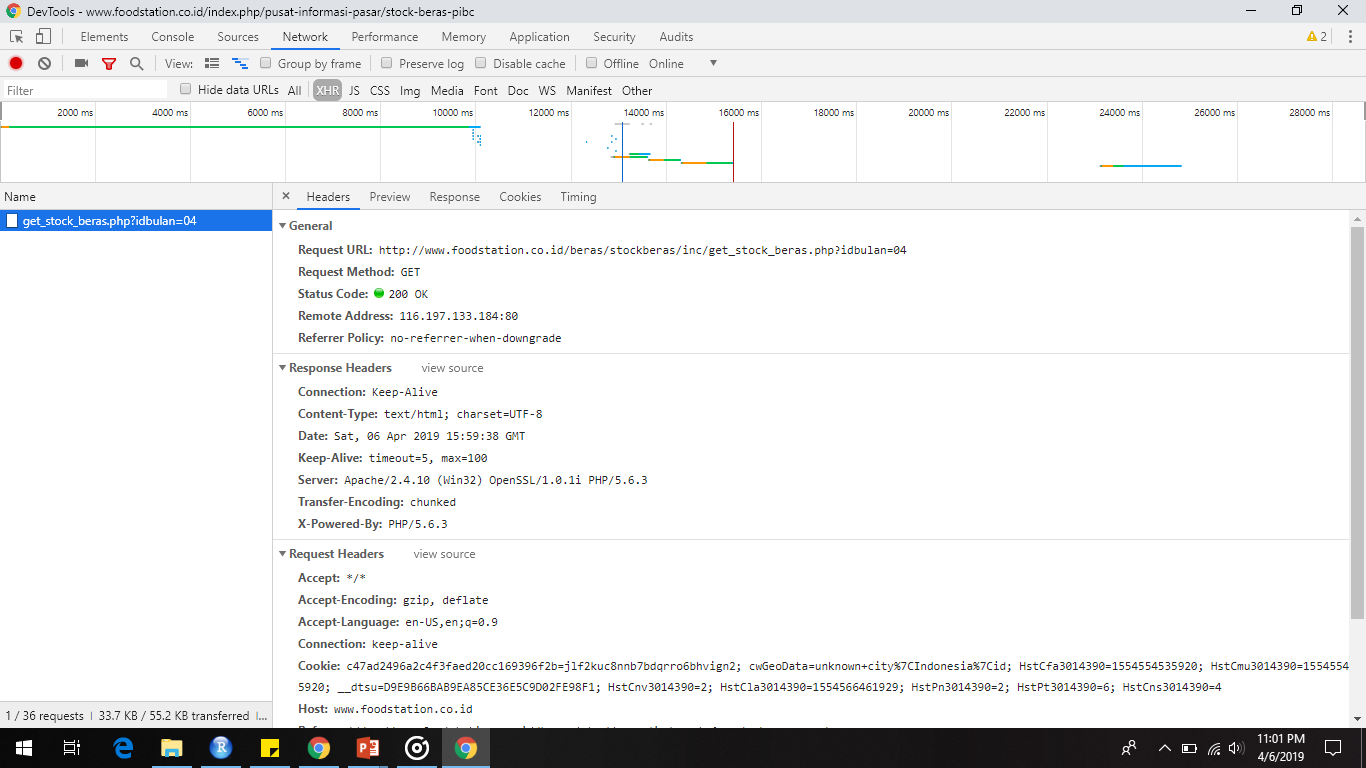 DevTools - www.foodstation.co.id/index.php/pusat-informasi-pasar/stock-beras-pibc
Elements Console Sources Network Performance Memory Application Security Audits 2
View: Group by frame Preserve log Disable cache Offline Online
Filter Hide data URLs All XHR JS CSS Img Media Font Doc WS Manifest Other
2000 ms 4000 ms 6000 ms 8000 ms 10000 ms 12000 ms 14000 ms 16000 ms 18000 ms 20000 ms 22000 ms 24000 ms 26000 ms 28000 ms
Name
get_stock_beras.php?idbulan=04
× Headers Preview Response Cookies Timing
General
Request URL: http://www.foodstation.co.id/beras/stockberas/inc/get_stock_beras.php?idbulan=04
Request Method: GET
Status Code: 200 OK
Remote Address: 116.197.133.184:80
Referrer Policy: no-referrer-when-downgrade
Response Headers view source
Connection: Keep-Alive
Content-Type: text/html; charset=UTF-8
Date: Sat, 06 Apr 2019 15:59:38 GMT
Keep-Alive: timeout=5, max=100
Server: Apache/2.4.10 (Win32) OpenSSL/1.0.1i PHP/5.6.3
Transfer-Encoding: chunked
X-Powered-By: PHP/5.6.3
Request Headers view source
Accept: */*
Accept-Encoding: gzip, deflate
Accept-Language: en-US,en;q=0.9
Connection: keep-alive
Cookie: c47ad2496a2c4f3faed20cc169396f2b=jlf2kuc8nnb7bdqrro6bhvign2; cwGeoData=unknown+city%7CIndonesia%7Cid; HstCfa3014390=1554554535920; HstCmu3014390=155455453
5920; __dtsu=D9E9B66BAB9EA85CE36E5C9D02FE98F1; HstCnv3014390=2; HstCla3014390=1554566461929; HstPn3014390=2; HstPt3014390=6; HstCns3014390=4
Host: www.foodstation.co.id
1 / 36 requests 33.7 KB / 55.2 KB transferred ...
11:01 PM
4/6/2019